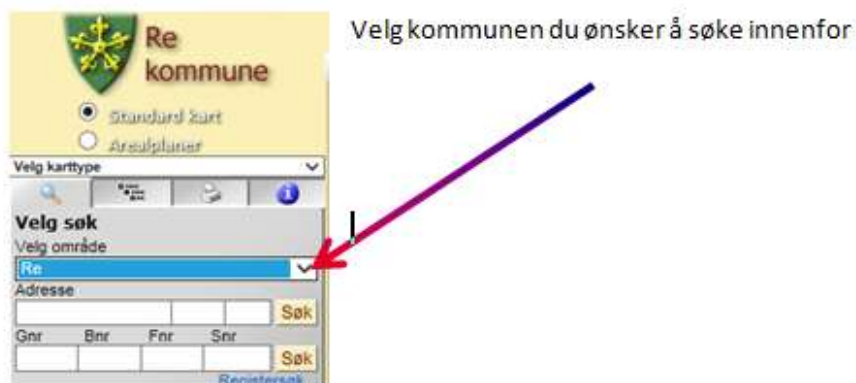 Velg kommunen du ønsker å søke innenfor
Re
kommune
Standard kart
Arealplaner
Velg karttype
Velg søk
Velg område
Re
Adresse
Søk
Gnr Bnr Fnr Snr
Søk
Registersøk